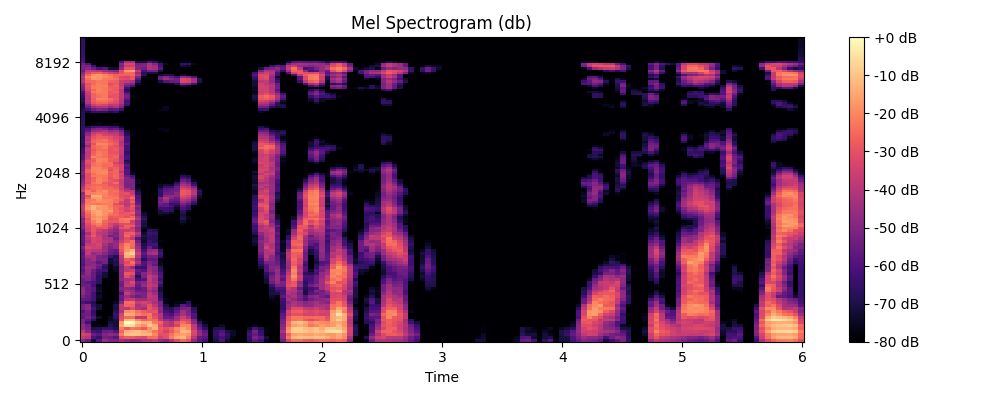 Mel Spectrogram (db)
8192
4096
2048
1024
512
0
Hz
0 1 2 3 4 5 6
Time
+0 dB
-10 dB
-20 dB
-30 dB
-40 dB
-50 dB
-60 dB
-70 dB
-80 dB